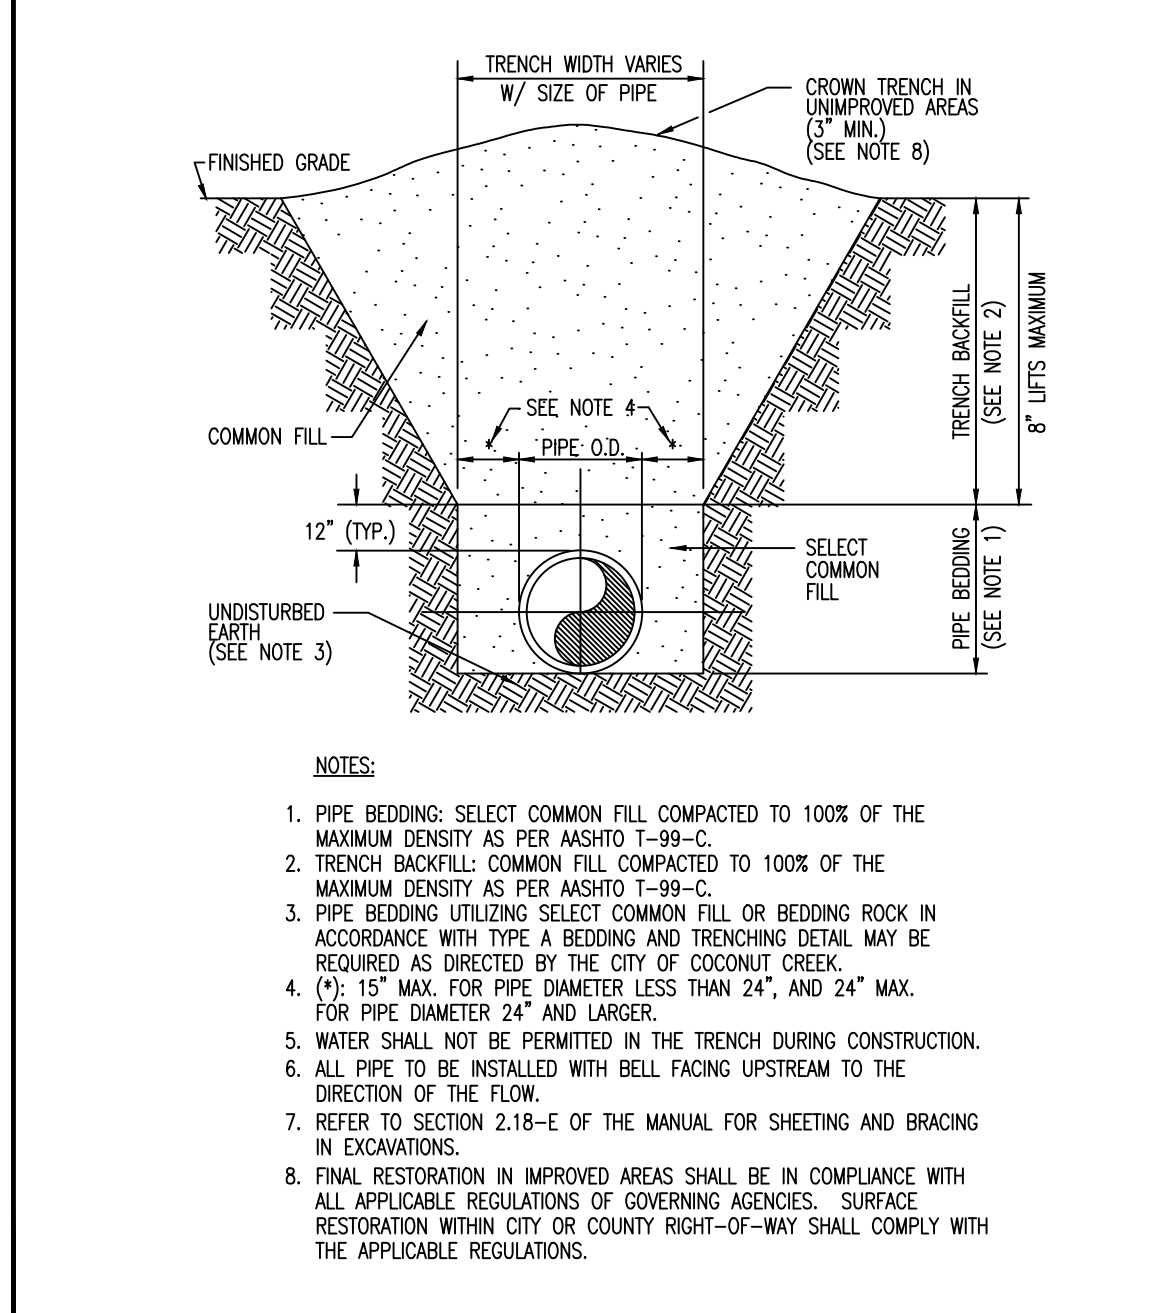 TRENCH WIDTH VARIES
W/ SIZE OF PIPE
CROWN TRENCH IN
UNIMPROVED AREAS
(3" MIN.)
(SEE NOTE 8)
FINISHED GRADE
TRENCH BACKFILL
(SEE NOTE 2)
8" LIFTS MAXIMUM
COMMON FILL
SEE NOTE 4
* *
PIPE O.D.
12" (TYP.)
SELECT
COMMON
FILL
PIPE BEDDING
(SEE NOTE 1)
UNDISTURBED
EARTH
(SEE NOTE 3)
NOTES:
1. PIPE BEDDING: SELECT COMMON FILL COMPACTED TO 100% OF THE
MAXIMUM DENSITY AS PER AASHTO T-99-C.
2. TRENCH BACKFILL: COMMON FILL COMPACTED TO 100% OF THE
MAXIMUM DENSITY AS PER AASHTO T-99-C.
3. PIPE BEDDING UTILIZING SELECT COMMON FILL OR BEDDING ROCK IN
ACCORDANCE WITH TYPE A BEDDING AND TRENCHING DETAIL MAY BE
REQUIRED AS DIRECTED BY THE CITY OF COCONUT CREEK.
4. (*): 15" MAX. FOR PIPE DIAMETER LESS THAN 24", AND 24" MAX.
FOR PIPE DIAMETER 24" AND LARGER.
5. WATER SHALL NOT BE PERMITTED IN THE TRENCH DURING CONSTRUCTION.
6. ALL PIPE TO BE INSTALLED WITH BELL FACING UPSTREAM TO THE
DIRECTION OF THE FLOW.
7. REFER TO SECTION 2.18-E OF THE MANUAL FOR SHEETING AND BRACING
IN EXCAVATIONS.
8. FINAL RESTORATION IN IMPROVED AREAS SHALL BE IN COMPLIANCE WITH
ALL APPLICABLE REGULATIONS OF GOVERNING AGENCIES. SURFACE
RESTORATION WITHIN CITY OR COUNTY RIGHT-OF-WAY SHALL COMPLY WITH
THE APPLICABLE REGULATIONS.